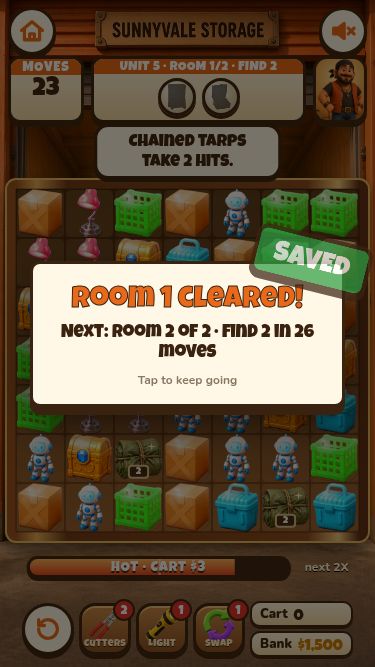 SUNNYVALE STORAGE
MOVES
23
UNIT 5 · ROOM 1/2 · FIND 2
CHAINED TARPS
TAKE 2 HITS.
SAVED
ROOM 1 CLEARED!
NEXT: ROOM 2 OF 2 · FIND 2 IN 26
MOVES
Tap to keep going
2
2
HOT · CART $3
next 2X
2
CUTTERS
1
LIGHT
1
SWAP
Cart 0
Bank $1,500